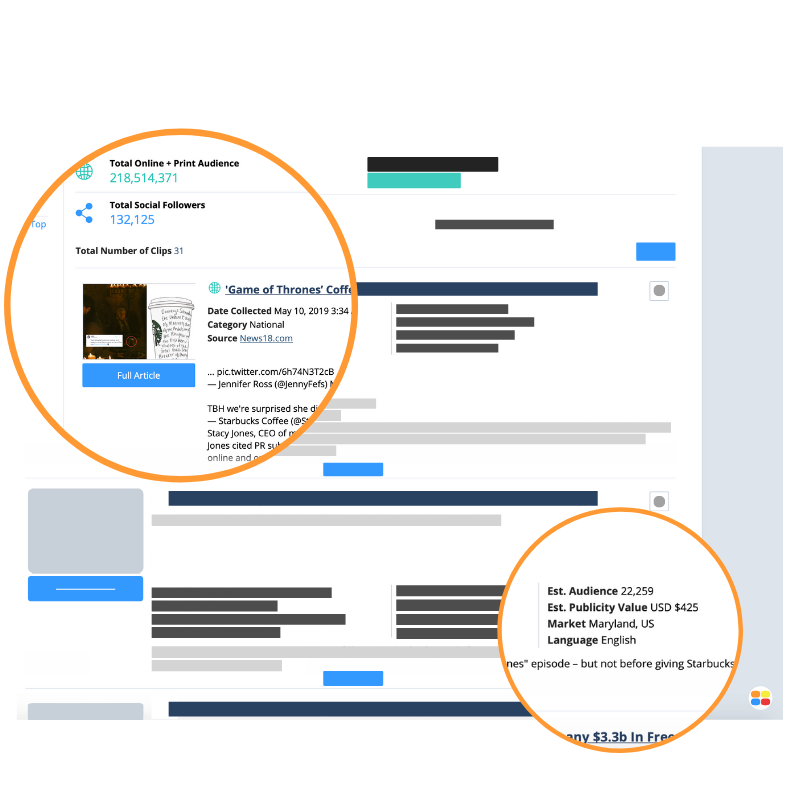 Total Online + Print Audience
218,514,371
Total Social Followers
132,125
Top
Total Number of Clips 31
'Game of Thrones' Coffe
Date Collected May 10, 2019 3:34
Category National
Source News18.com
Full Article
... pic.twitter.com/6h74N3T2cB
— Jennifer Ross (@JennyFefs)
TBH we're surprised she di
— Starbucks Coffee (@S
Stacy Jones, CEO of
Jones cited PR su
online and
Est. Audience 22,259
Est. Publicity Value USD $425
Market Maryland, US
Language English
nes" episode – but not before giving Starbucks
any $3.3b In Free